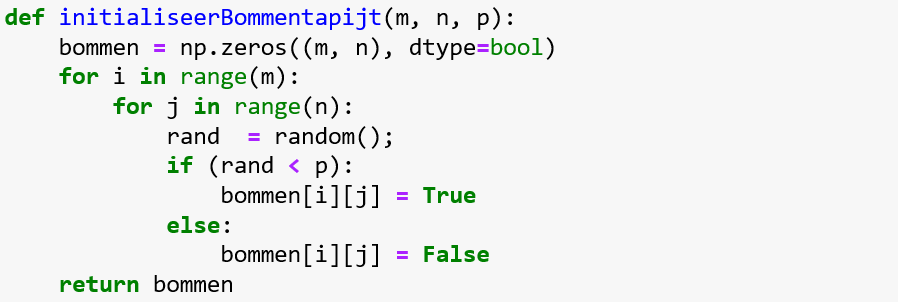 def initialiseerBommentapijt(m, n, p):
    bommen = np.zeros((m, n), dtype=bool)
    for i in range(m):
        for j in range(n):
            rand  = random();
            if (rand < p):
                bommen[i][j] = True
            else:
                bommen[i][j] = False
    return bommen